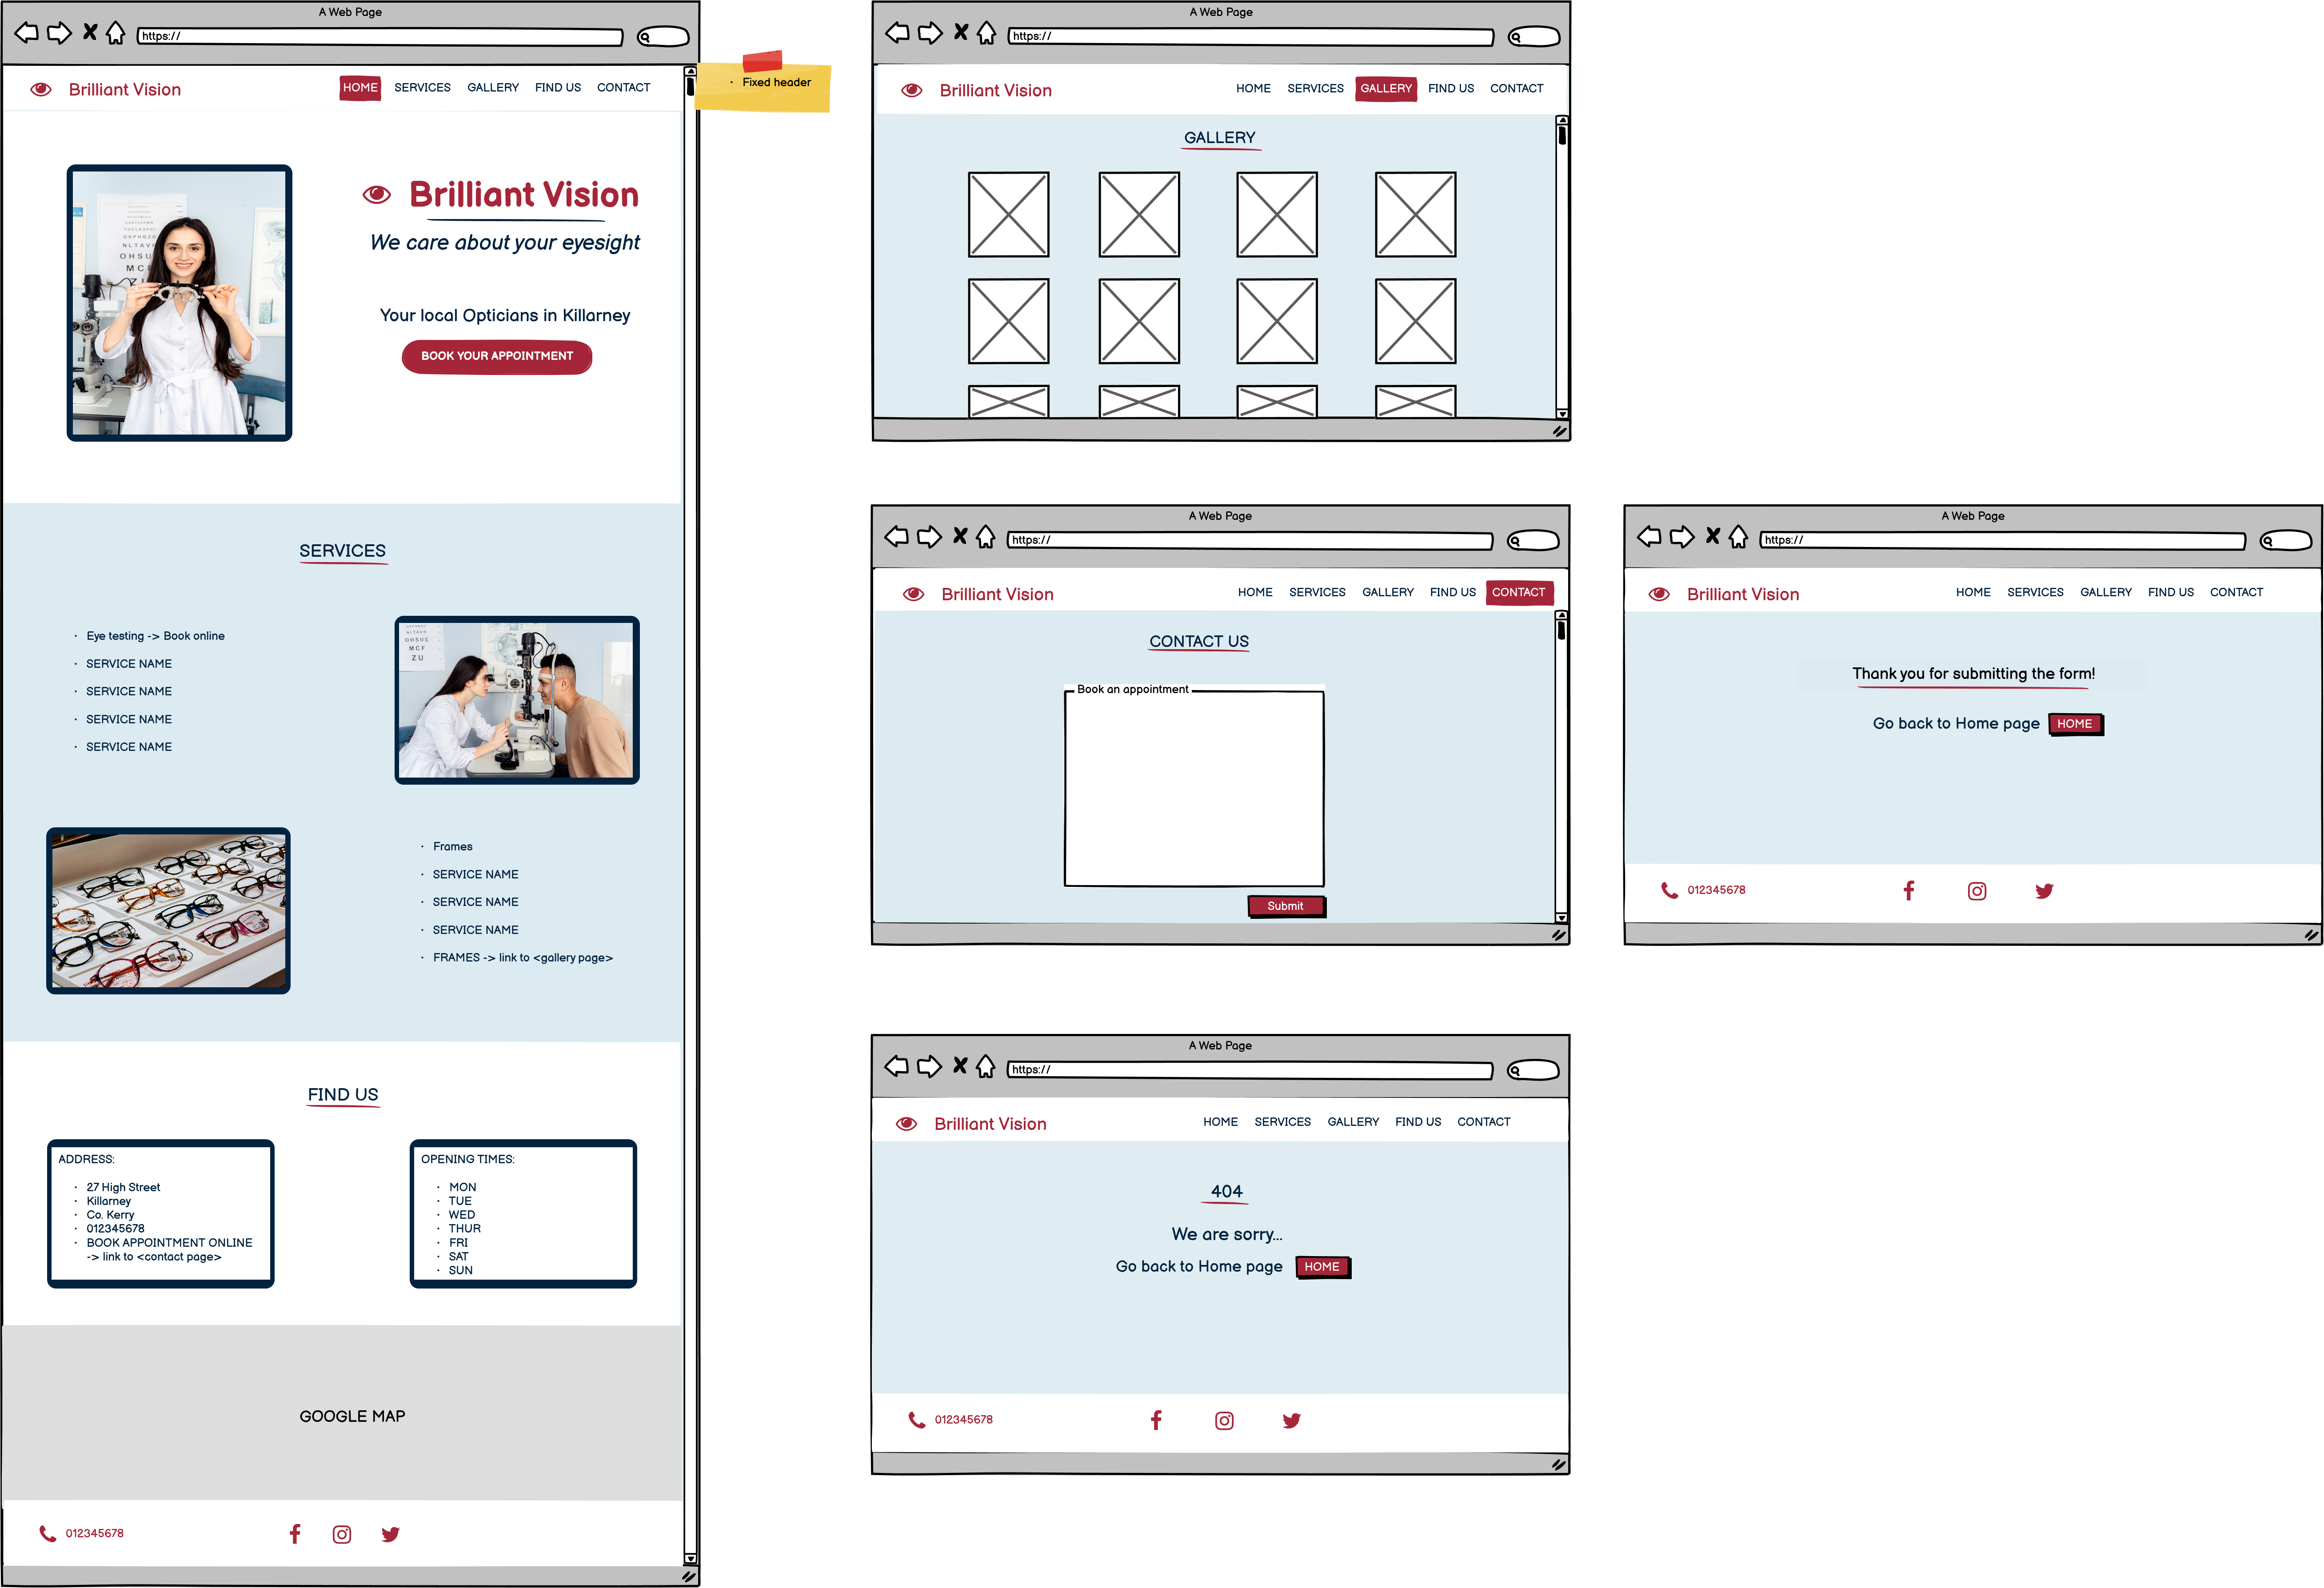 A Web Page
https://
Brilliant Vision
HOME SERVICES GALLERY FIND US CONTACT
• Fixed header
Brilliant Vision
We care about your eyesight
Your local Opticians in Killarney
BOOK YOUR APPOINTMENT
SERVICES
• Eye testing -> Book online
• SERVICE NAME
• SERVICE NAME
• SERVICE NAME
• SERVICE NAME
• Frames
• SERVICE NAME
• SERVICE NAME
• SERVICE NAME
• FRAMES -> link to <gallery page>
FIND US
ADDRESS:
• 27 High Street
• Killarney
• Co. Kerry
• 012345678
• BOOK APPOINTMENT ONLINE
-> link to <contact page>
OPENING TIMES:
• MON
• TUE
• WED
• THUR
• FRI
• SAT
• SUN
GOOGLE MAP
012345678
A Web Page
https://
Brilliant Vision
HOME SERVICES GALLERY FIND US CONTACT
GALLERY
A Web Page
https://
Brilliant Vision
HOME SERVICES GALLERY FIND US CONTACT
CONTACT US
Book an appointment
Submit
A Web Page
https://
Brilliant Vision
HOME SERVICES GALLERY FIND US CONTACT
Thank you for submitting the form!
Go back to Home page HOME
012345678
A Web Page
https://
Brilliant Vision
HOME SERVICES GALLERY FIND US CONTACT
404
We are sorry...
Go back to Home page HOME
012345678